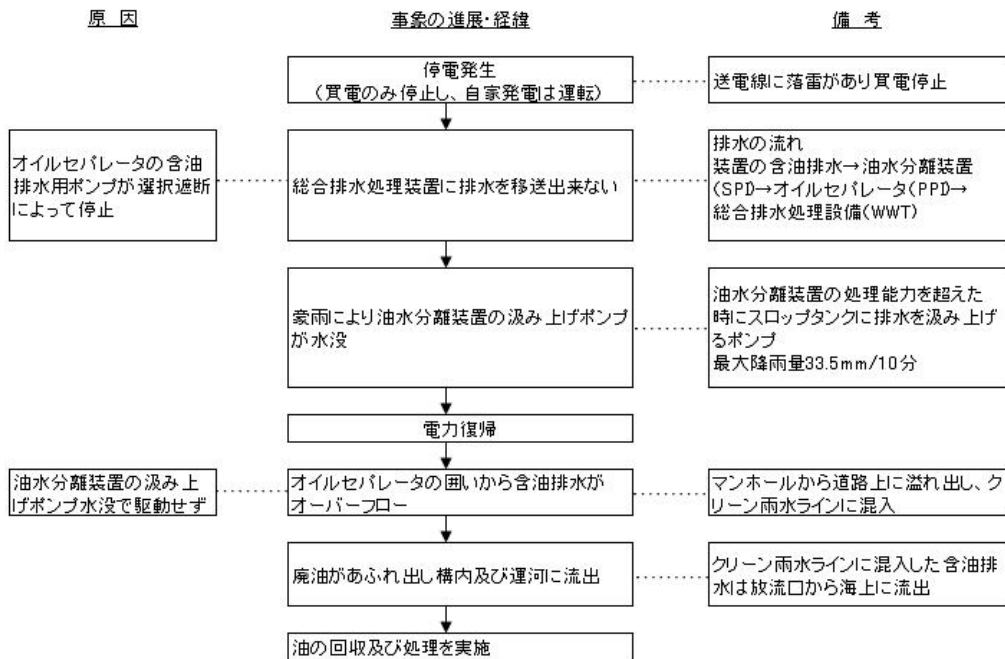 原 因
事象の進展・経緯
備 考
停電発生
（買電のみ停止し、自家発電は運転）
送電線に落雷があり買電停止
オイルセパレータの含油
排水用ポンプが選択遮断
によって停止
総合排水処理装置に排水を移送出来ない
排水の流れ
装置の含油排水→油水分離装置
(SPI)→オイルセパレータ(PPI)→
総合排水処理設備(WWT)
豪雨により油水分離装置の汲み上げポンプ
が水没
油水分離装置の処理能力を超えた
時にスロップタンクに排水を汲み上げ
るポンプ
最大降雨量33.5mm/10分
電力復帰
油水分離装置の汲み上
げポンプ水没で駆動せず
オイルセパレータの囲いから含油排水が
オーバーフロー
マンホールから道路上に溢れ出し、ク
リーン雨水ラインに混入
廃油があふれ出し構内及び運河に流出
クリーン雨水ラインに混入した含油排
水は放流口から海上に流出
油の回収及び処理を実施